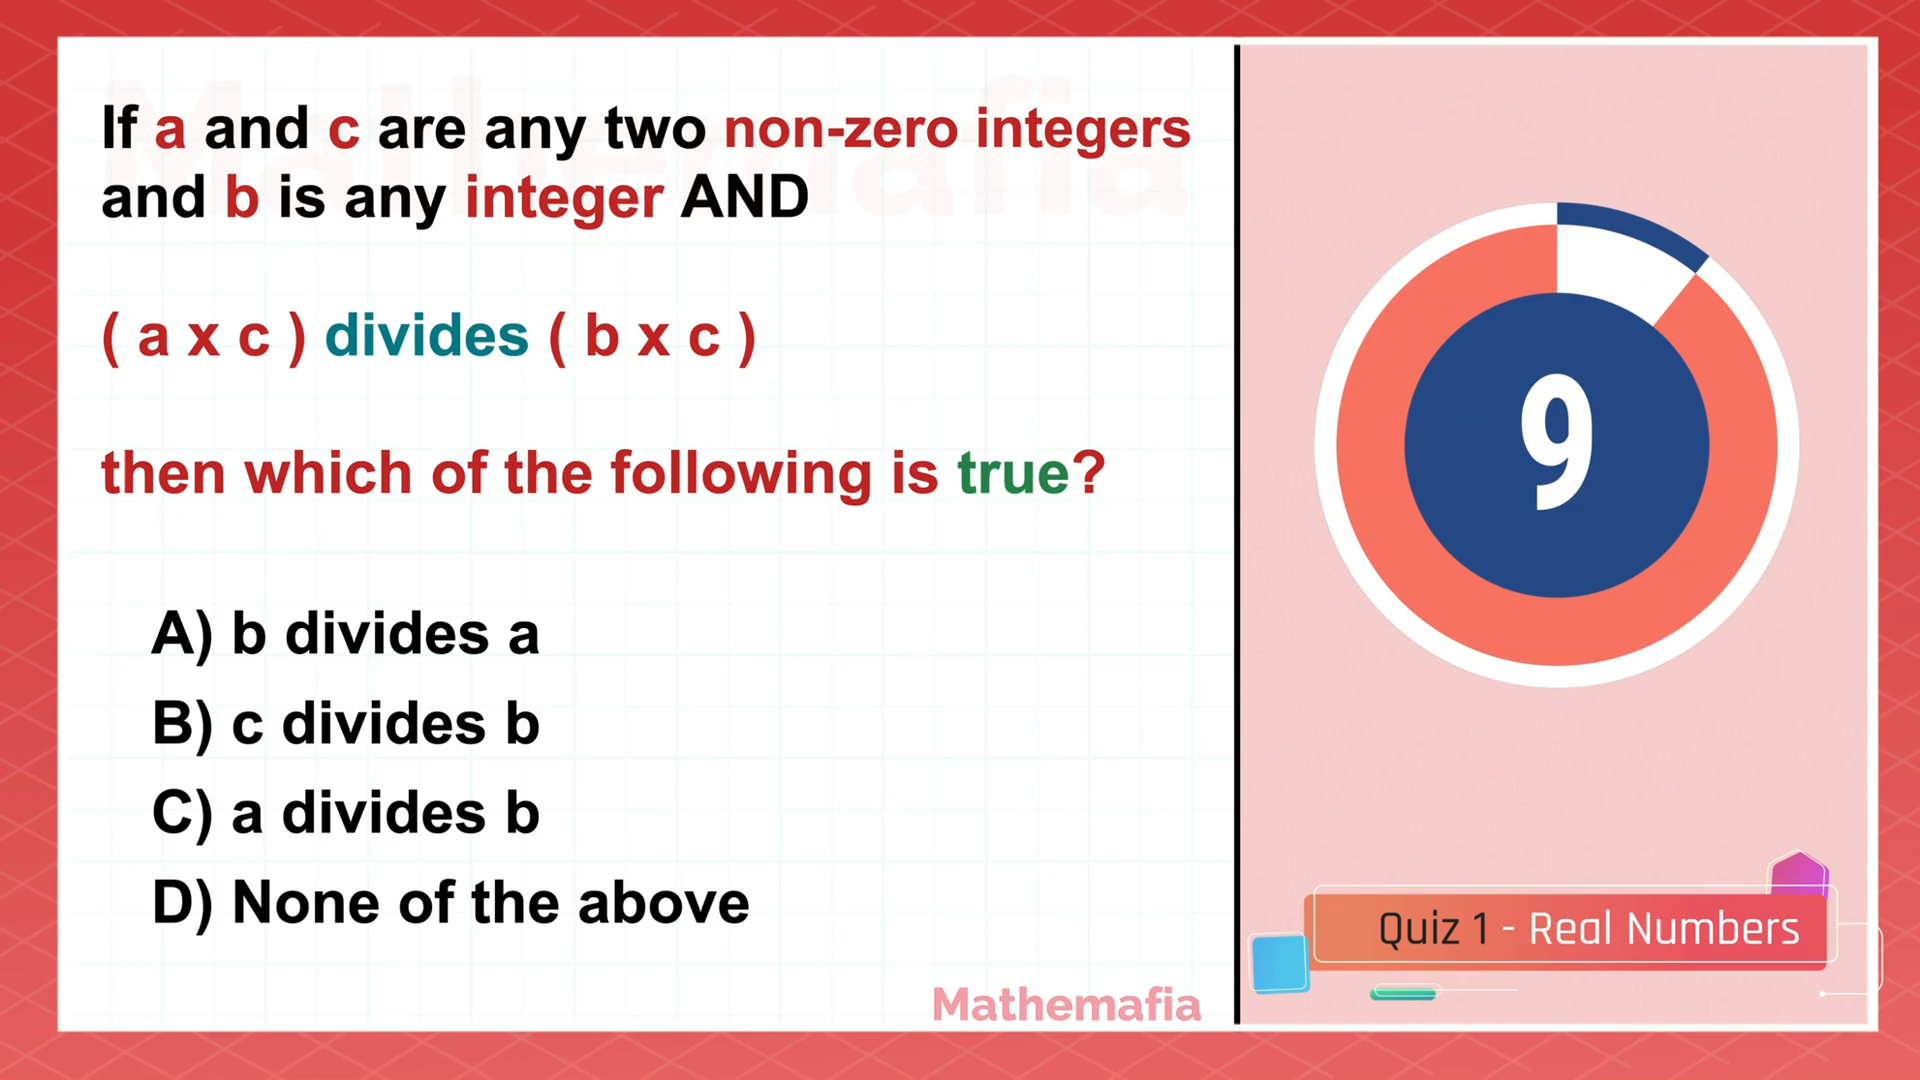 If a and c are any two non-zero integers
and b is any integer AND
( a x c ) divides ( b x c )
then which of the following is true?
A) b divides a
B) c divides b
C) a divides b
D) None of the above
Mathemafia
9
Quiz 1 - Real Numbers